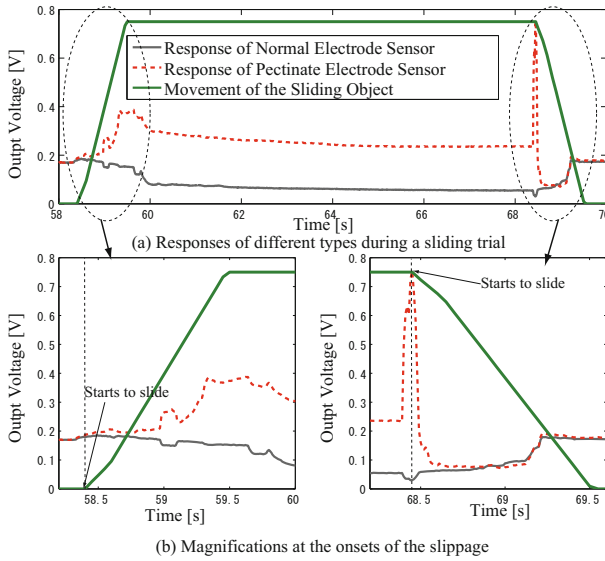 0.8
0.6
0.4
0.2
0
Outpt Voltage [V]
Response of Normal Electrode Sensor
Response of Pectinate Electrode Sensor
Movement of the Sliding Object
58 60 62 64 66 68 70
Time [s]
(a) Responses of different types during a sliding trial
0.8
0.7
0.6
0.5
0.4
0.3
0.2
0.1
0
Outpt Voltage [V]
Starts to slide
58.5 59 59.5 60
Time [s]
0.8
0.7
0.6
0.5
0.4
0.3
0.2
0.1
0
Outpt Voltage [V]
Starts to slide
68.5 69 69.5
Time [s]
(b) Magnifications at the onsets of the slippage